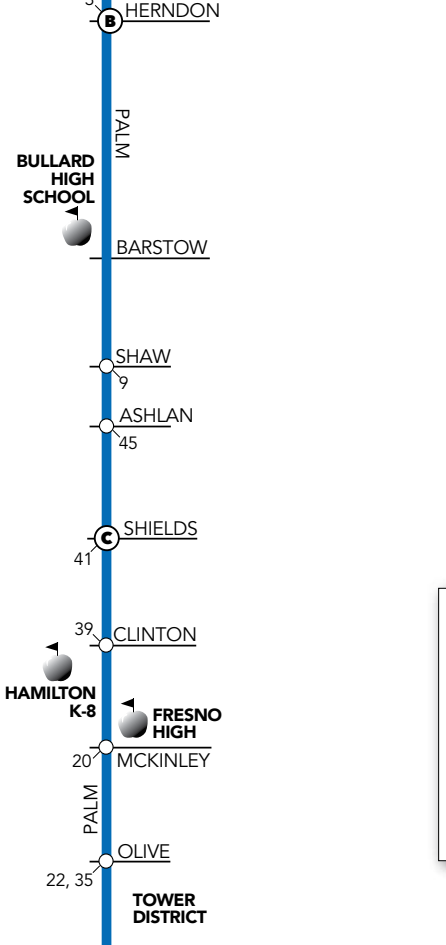 HERNDON
B
PALM
BULLARD
HIGH
SCHOOL
BARSTOW
SHAW
9
ASHLAN
45
SHIELDS
C
41
39
CLINTON
HAMILTON
K-8
FRESNO
HIGH
20
MCKINLEY
PALM
OLIVE
22, 35
TOWER
DISTRICT